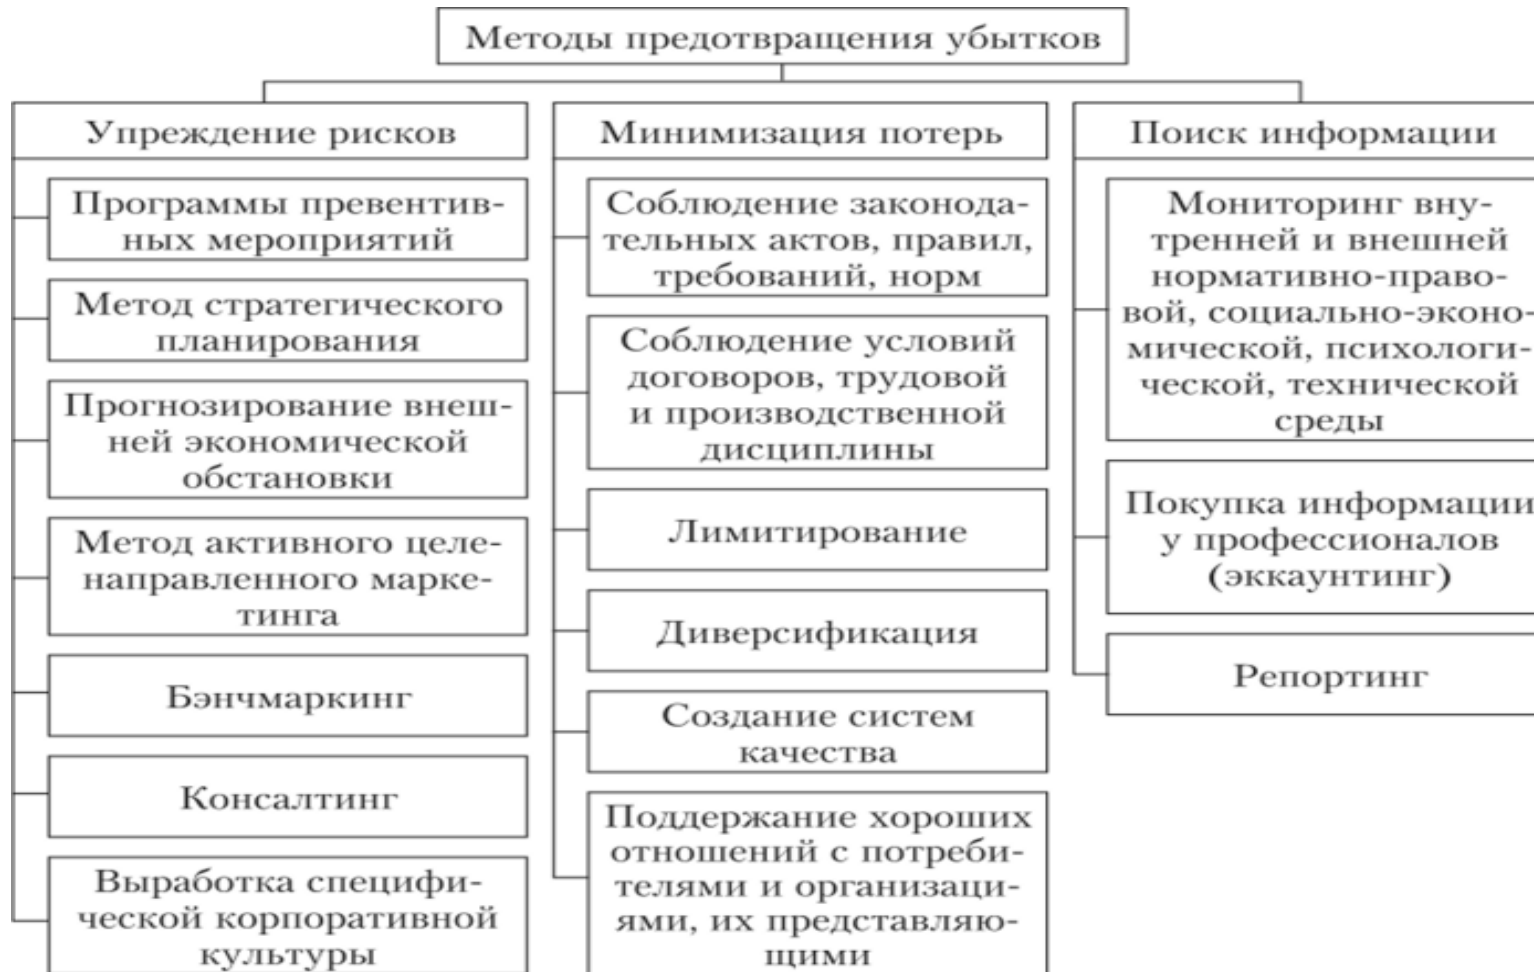 Методы предотвращения убытков
Упреждение рисков
Программы превентив-
ных мероприятий
Метод стратегического
планирования
Прогнозирование внеш-
ней экономической
обстановки
Метод активного целе-
направленного марке-
тинга
Бэнчмаркинг
Консалтинг
Выработка специфи-
ческой корпоративной
культуры
Минимизация потерь
Соблюдение законода-
тельных актов, правил,
требований, норм
Соблюдение условий
договоров, трудовой
и производственной
дисциплины
Лимитирование
Диверсификация
Создание систем
качества
Поддержание хороших
отношений с потреби-
телями и организаци-
ями, их представляю-
щими
Поиск информации
Мониторинг вну-
тренней и внешней
нормативно-право-
вой, социально-эконо-
мической, психологи-
ческой, технической
среды
Покупка информации
у профессионалов
(эккаунтинг)
Репортинг